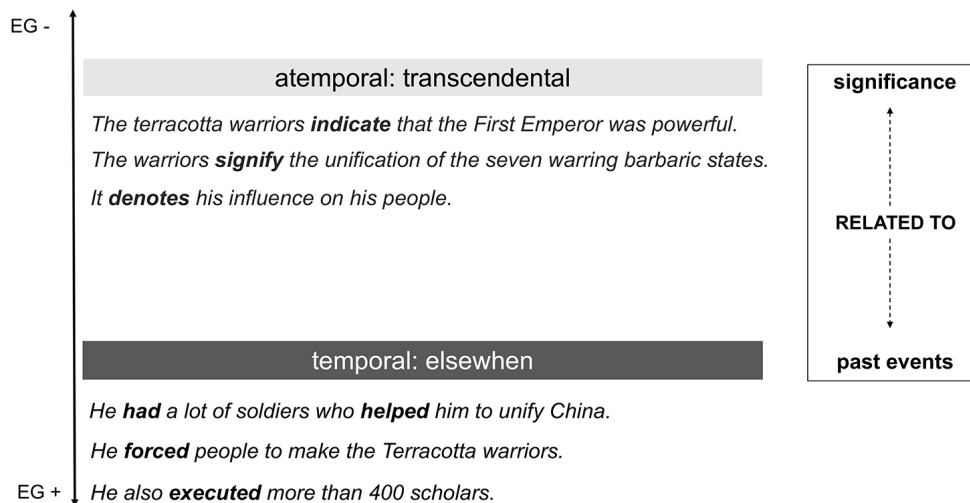 EG -
atemporal: transcendental
The terracotta warriors indicate that the First Emperor was powerful.
The warriors signify the unification of the seven warring barbaric states.
It denotes his influence on his people.
temporal: elsewhen
He had a lot of soldiers who helped him to unify China.
He forced people to make the Terracotta warriors.
EG +
He also executed more than 400 scholars.
significance
RELATED TO
past events